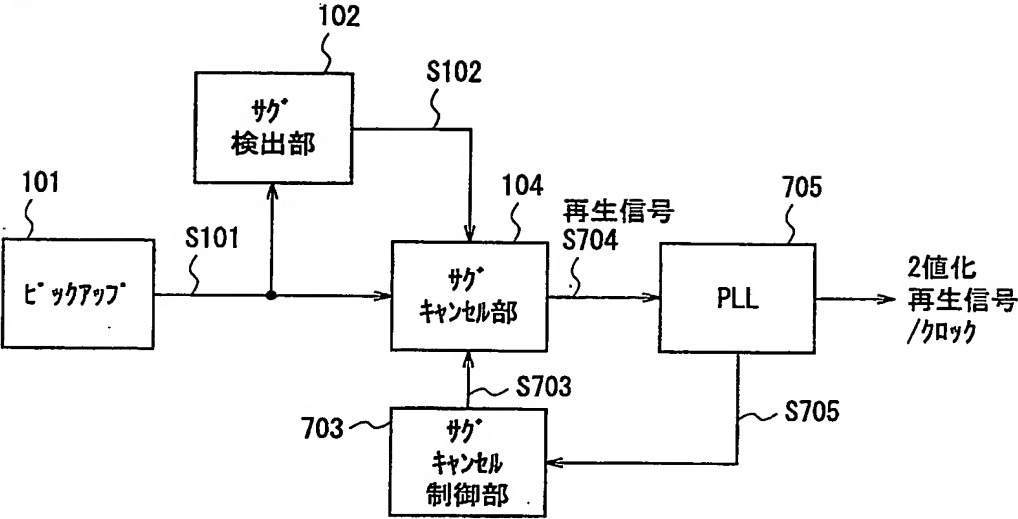 102
S102
サグ
検出部
101
104
705
S101
再生信号
S704
ピックアップ
サグ
キャンセル部
PLL
2値化
再生信号
/クロック
S703
S705
703
サグ
キャンセル
制御部